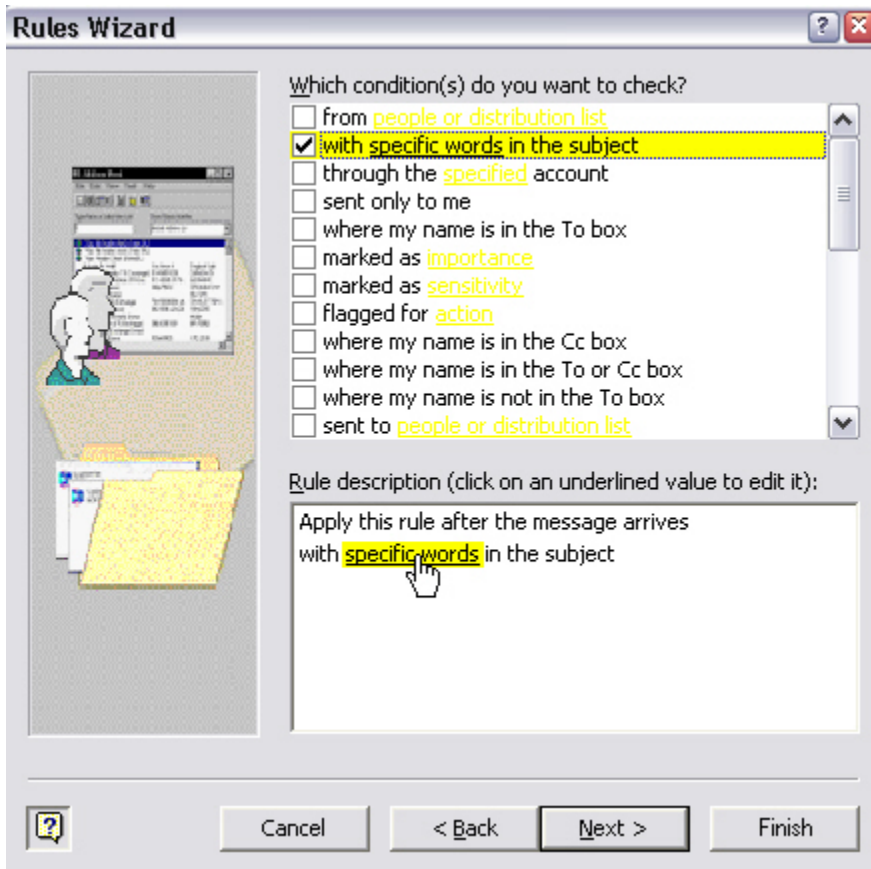 Rules Wizard
Which condition(s) do you want to check?
from people or distribution list
with specific words in the subject
through the specified account
sent only to me
where my name is in the To box
marked as importance
marked as sensitivity
flagged for action
where my name is in the Cc box
where my name is in the To or Cc box
where my name is not in the To box
sent to people or distribution list
Rule description (click on an underlined value to edit it):
Apply this rule after the message arrives
with specific words in the subject
Cancel
< Back
Next >
Finish